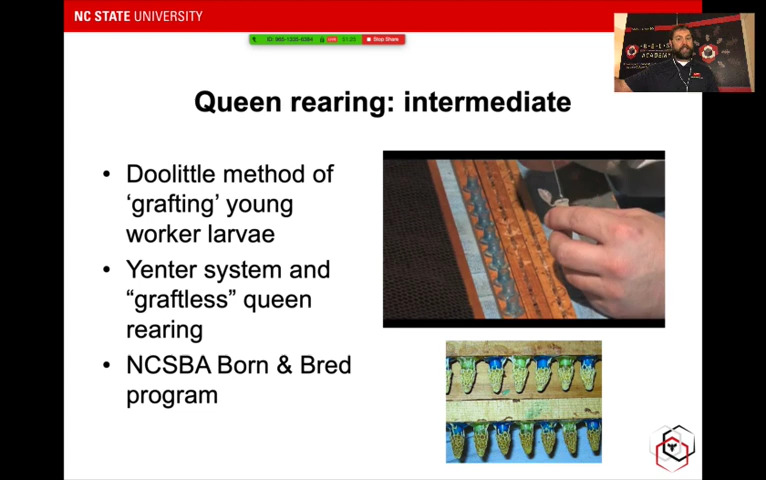 NC STATE UNIVERSITY
Stop Share
Queen rearing: intermediate
• Doolittle method of
‘grafting’ young
worker larvae
• Yenter system and
“graftless” queen
rearing
• NCSBA Born & Bred
program